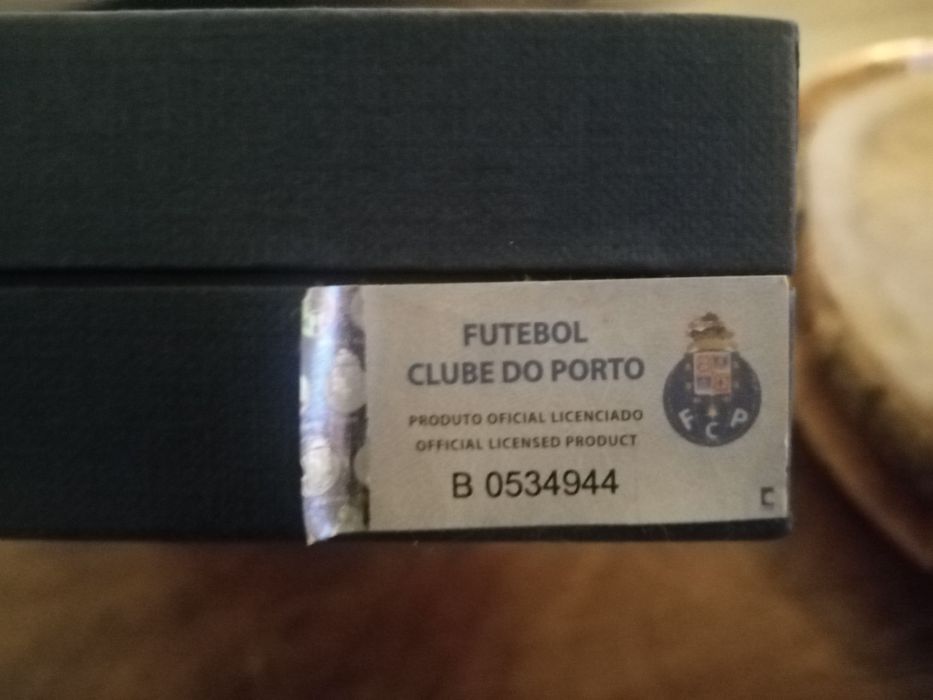 FUTEBOL
CLUBE DO PORTO
PRODUTO OFICIAL LICENCIADO
OFFICIAL LICENSED PRODUCT
B 0534944
F C P
C